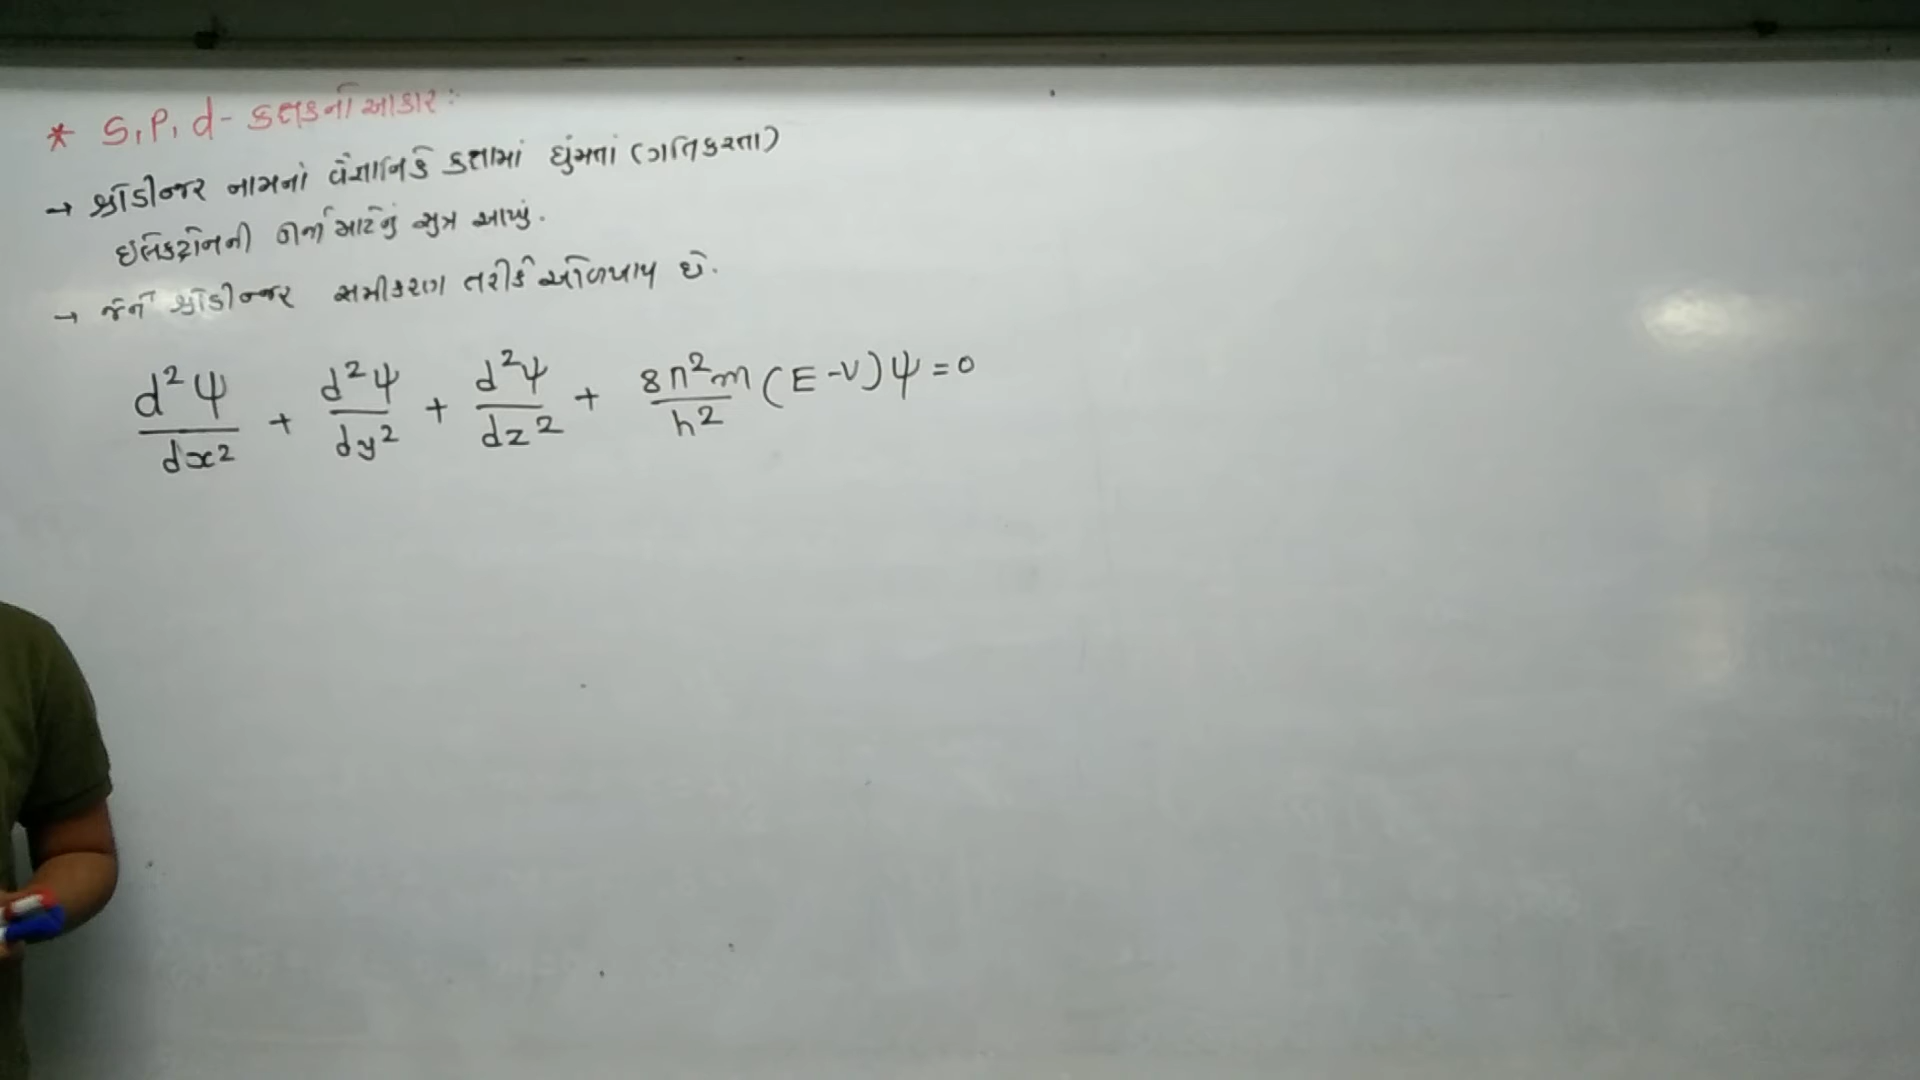 * S, P, d - કક્ષકનો આકાર :
→ શ્રોડીન્જર નામનાં વૈજ્ઞાનિકે કક્ષામાં ઘુંમતાં (ગતિકરતા)
ઇલેક્ટ્રોનની ઊર્જા માટેનું સુત્ર આપ્યું.
→ જેને શ્રોડીન્જર સમીકરણ તરીકે ઓળખાય છે.
d²ψ/dx² + d²ψ/dy² + d²ψ/dz² + 8π²m/h² (E-V)ψ = 0